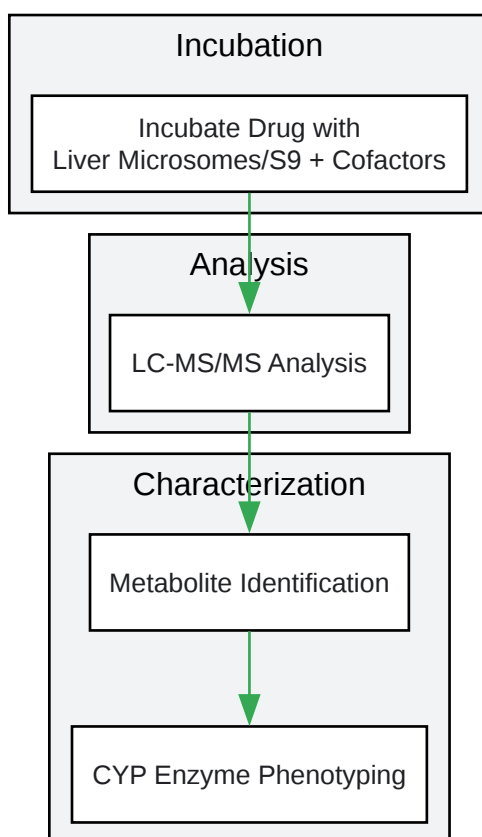 Incubation
Incubate Drug with
Liver Microsomes/S9 + Cofactors
Analysis
LC-MS/MS Analysis
Characterization
Metabolite Identification
CYP Enzyme Phenotyping